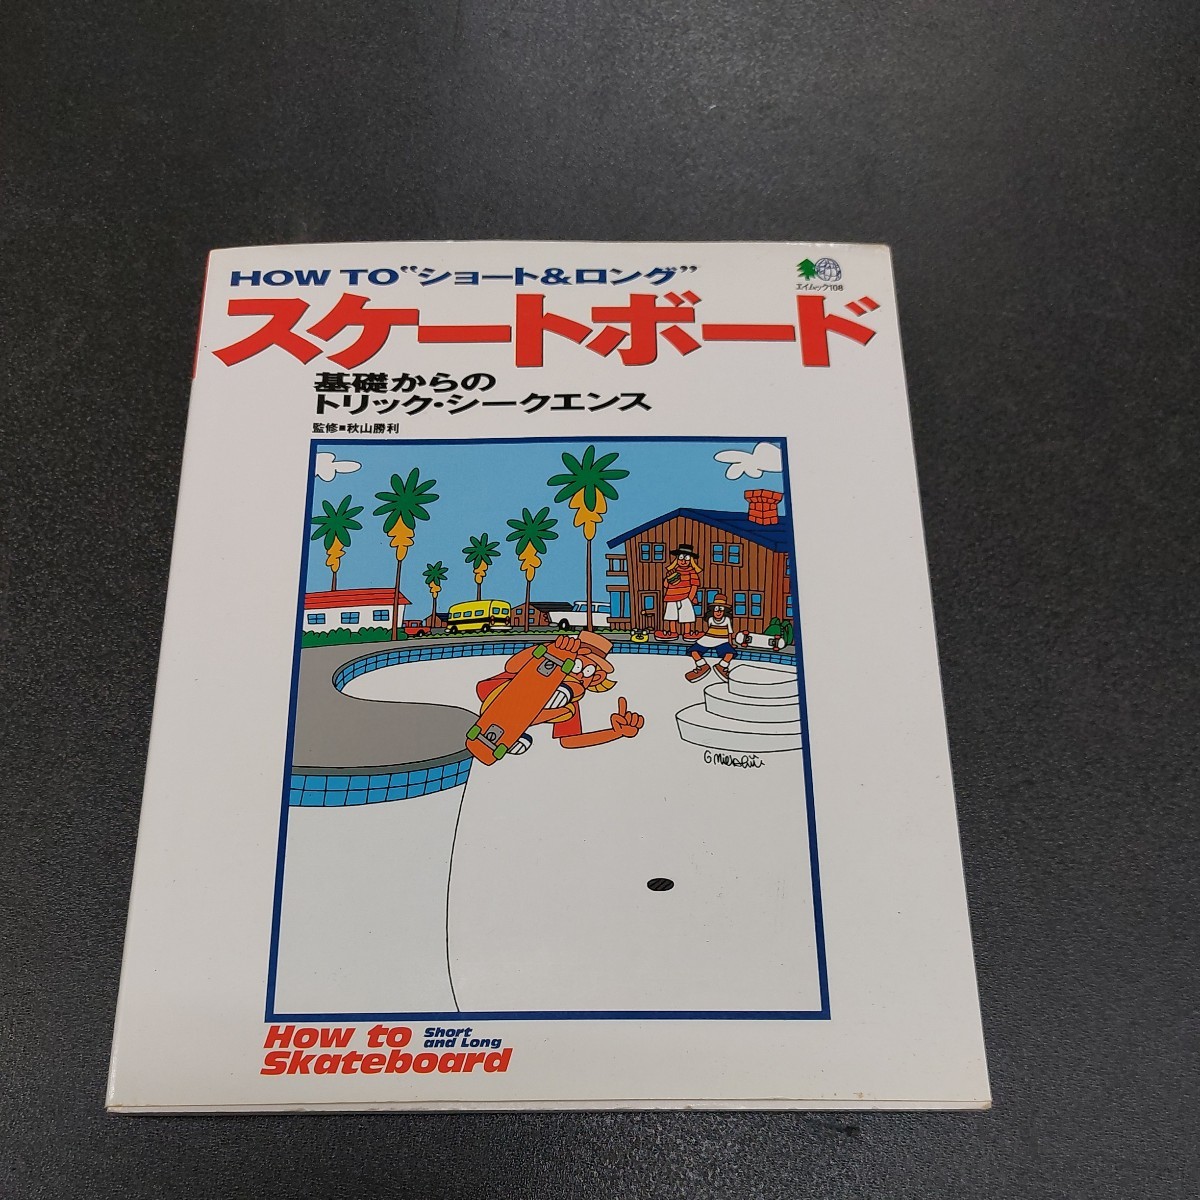 HOW TO“ショート&ロング”
エイムック108
スケートボード
基礎からの
トリック・シークエンス
監修■秋山勝利
How to Short
and Long
Skateboard